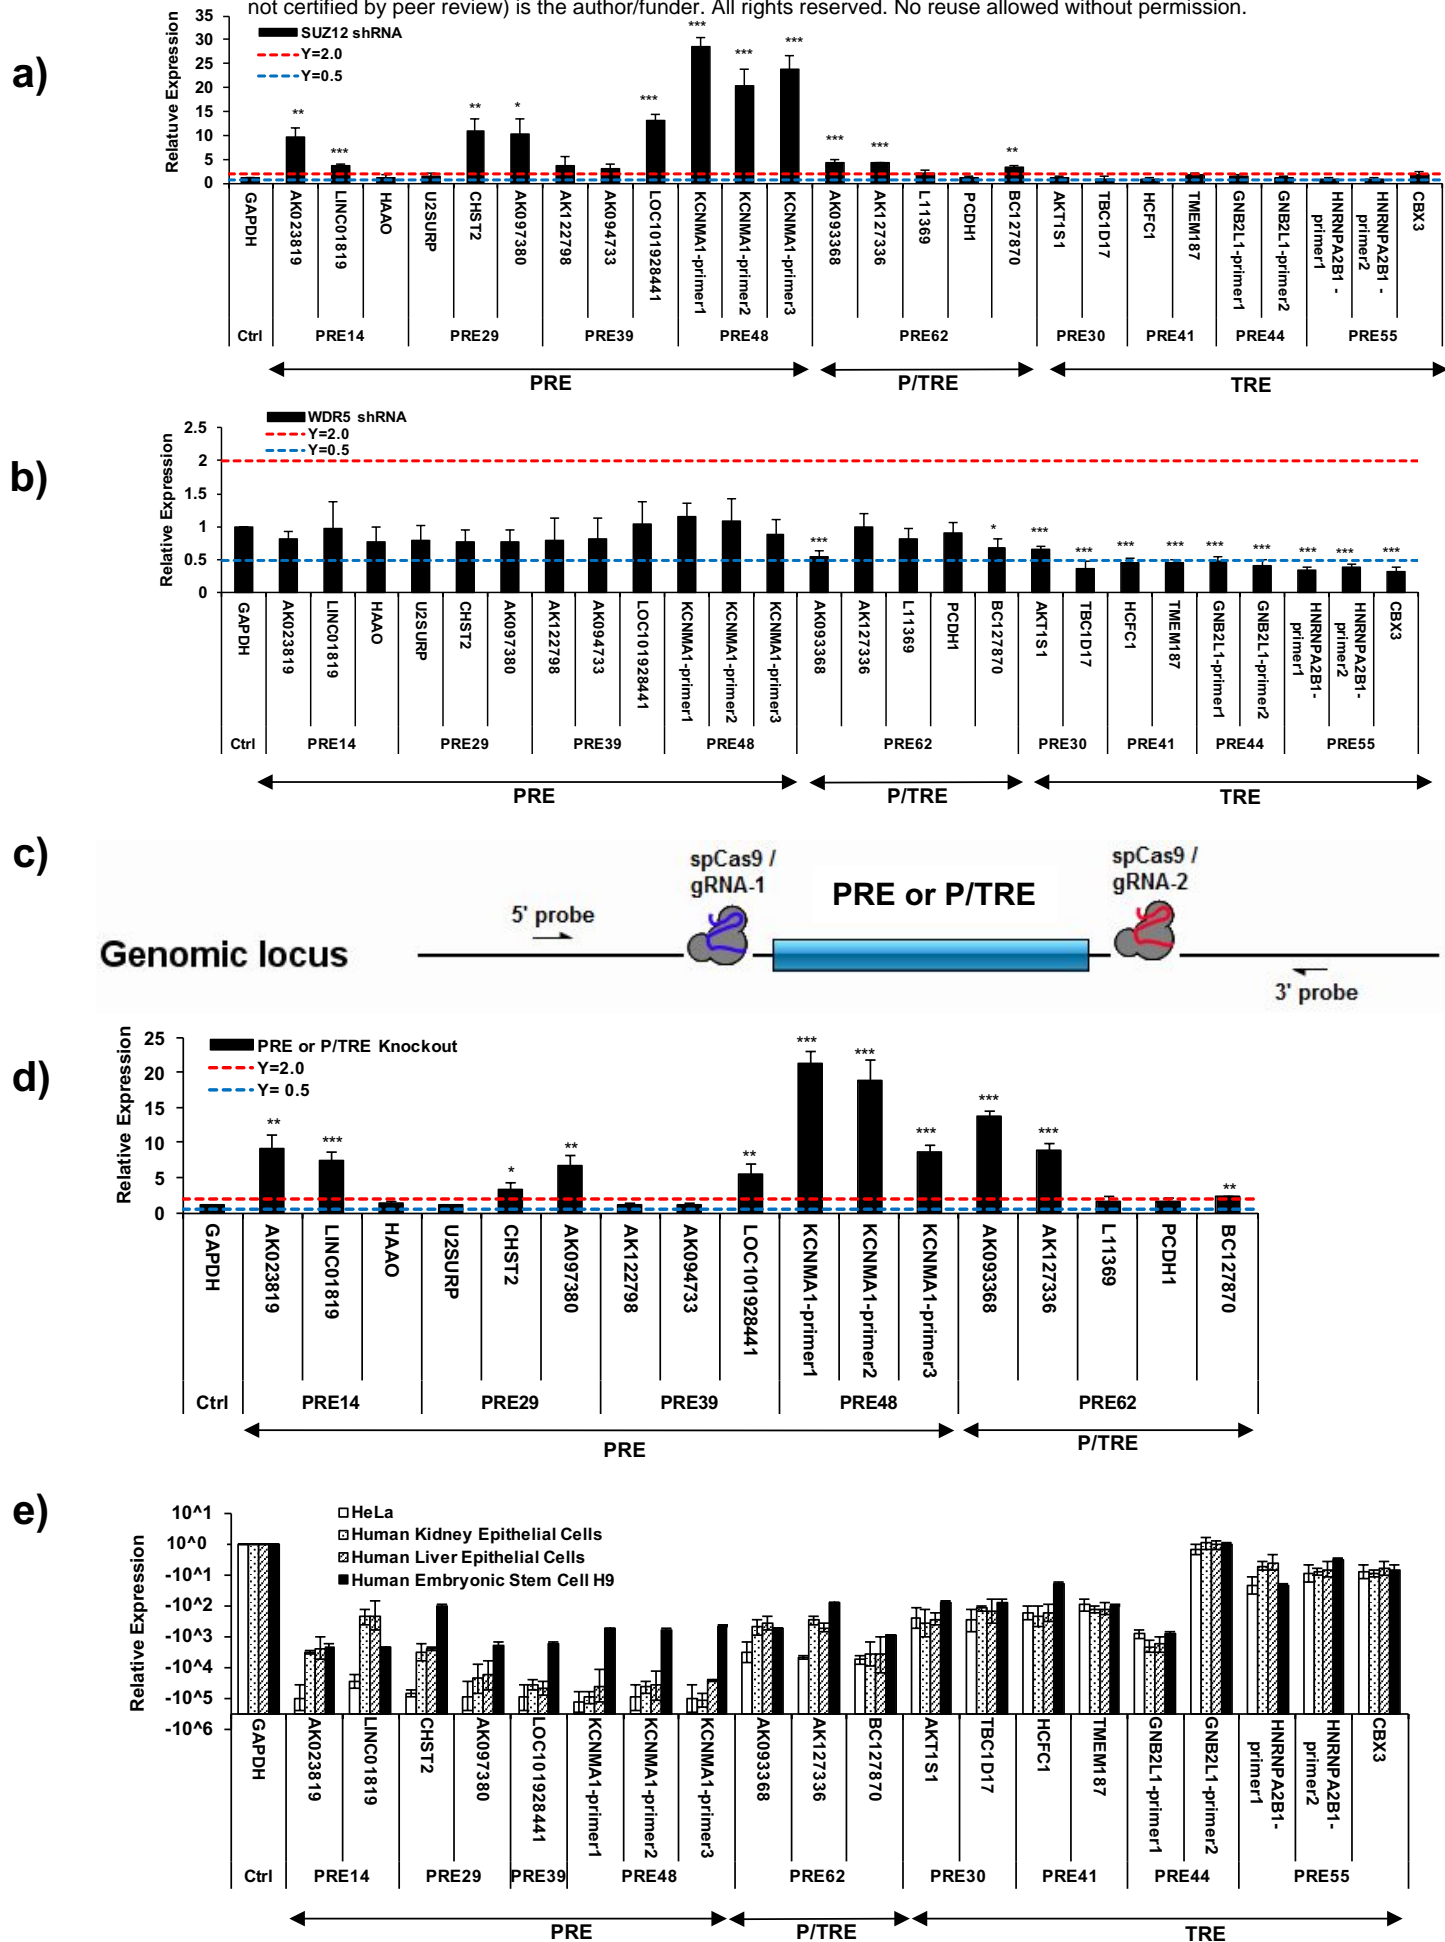 not certified by peer review) is the author/funder. All rights reserved. No reuse allowed without permission.
a)
Relatuve Expression
35
30
25
20
15
10
5
0
SUZ12 shRNA
Y=2.0
Y=0.5
** *** ** * *** *** *** *** *** *** **
GAPDH
AK023819
LINC01819
HAAO
U2SURP
CHST2
AK097380
AK122798
AK094733
LOC101928441
KCNMA1-primer1
KCNMA1-primer2
KCNMA1-primer3
AK093368
AK127336
L11369
PCDH1
BC127870
AKT1S1
TBC1D17
HCFC1
TMEM187
GNB2L1-primer1
GNB2L1-primer2
HNRNPA2B1-
primer1
HNRNPA2B1-
primer2
CBX3
Ctrl PRE14 PRE29 PRE39 PRE48 PRE62 PRE30 PRE41 PRE44 PRE55
PRE P/TRE TRE
b)
Relative Expression
2.5
2
1.5
1
0.5
0
WDR5 shRNA
Y=2.0
Y=0.5
*** * *** *** *** *** *** *** *** *** ***
GAPDH
AK023819
LINC01819
HAAO
U2SURP
CHST2
AK097380
AK122798
AK094733
LOC101928441
KCNMA1-primer1
KCNMA1-primer2
KCNMA1-primer3
AK093368
AK127336
L11369
PCDH1
BC127870
AKT1S1
TBC1D17
HCFC1
TMEM187
GNB2L1-primer1
GNB2L1-primer2
HNRNPA2B1-
primer1
HNRNPA2B1-
primer2
CBX3
Ctrl PRE14 PRE29 PRE39 PRE48 PRE62 PRE30 PRE41 PRE44 PRE55
PRE P/TRE TRE
c)
Genomic locus
5' probe
spCas9 /
gRNA-1
PRE or P/TRE
spCas9 /
gRNA-2
3' probe
d)
Relative Expression
25
20
15
10
5
0
PRE or P/TRE Knockout
Y=2.0
Y= 0.5
** *** * ** ** *** *** *** *** *** **
GAPDH
AK023819
LINC01819
HAAO
U2SURP
CHST2
AK097380
AK122798
AK094733
LOC101928441
KCNMA1-primer1
KCNMA1-primer2
KCNMA1-primer3
AK093368
AK127336
L11369
PCDH1
BC127870
Ctrl PRE14 PRE29 PRE39 PRE48 PRE62
PRE P/TRE
e)
Relative Expression
10^1
10^0
-10^1
-10^2
-10^3
-10^4
-10^5
-10^6
HeLa
Human Kidney Epithelial Cells
Human Liver Epithelial Cells
Human Embryonic Stem Cell H9
GAPDH
AK023819
LINC01819
CHST2
AK097380
LOC101928441
KCNMA1-primer1
KCNMA1-primer2
KCNMA1-primer3
AK093368
AK127336
BC127870
AKT1S1
TBC1D17
HCFC1
TMEM187
GNB2L1-primer1
GNB2L1-primer2
HNRNPA2B1-
primer1
HNRNPA2B1-
primer2
CBX3
Ctrl PRE14 PRE29 PRE39 PRE48 PRE62 PRE30 PRE41 PRE44 PRE55
PRE P/TRE TRE